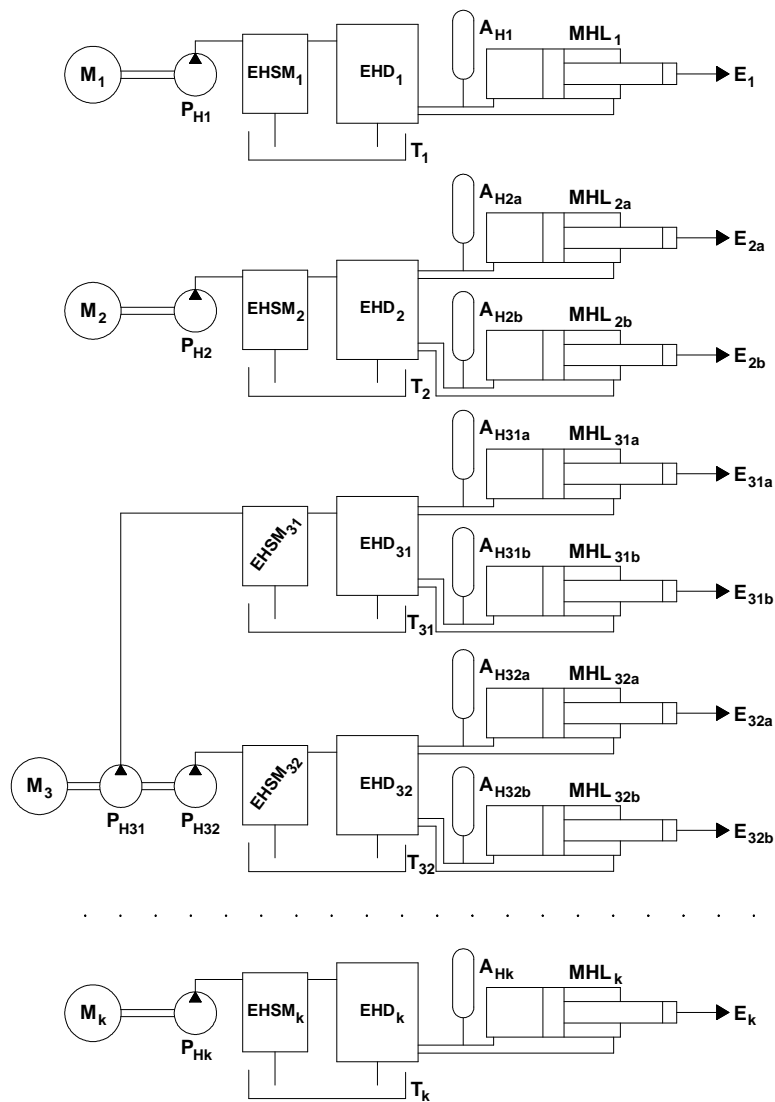 A_H1 MHL_1
M_1 EHSM_1 EHD_1 E_1
P_H1
T_1
A_H2a MHL_2a
E_2a
M_2 EHSM_2 EHD_2 A_H2b MHL_2b
P_H2
E_2b
T_2
A_H31a MHL_31a
E_31a
EHSM_31 EHD_31 A_H31b MHL_31b
E_31b
T_31
A_H32a MHL_32a
E_32a
M_3 EHSM_32 EHD_32 A_H32b MHL_32b
P_H31 P_H32
E_32b
T_32
. . . . . . . . . . . . . . . . . . .
A_Hk MHL_k
M_k EHSM_k EHD_k E_k
P_Hk
T_k